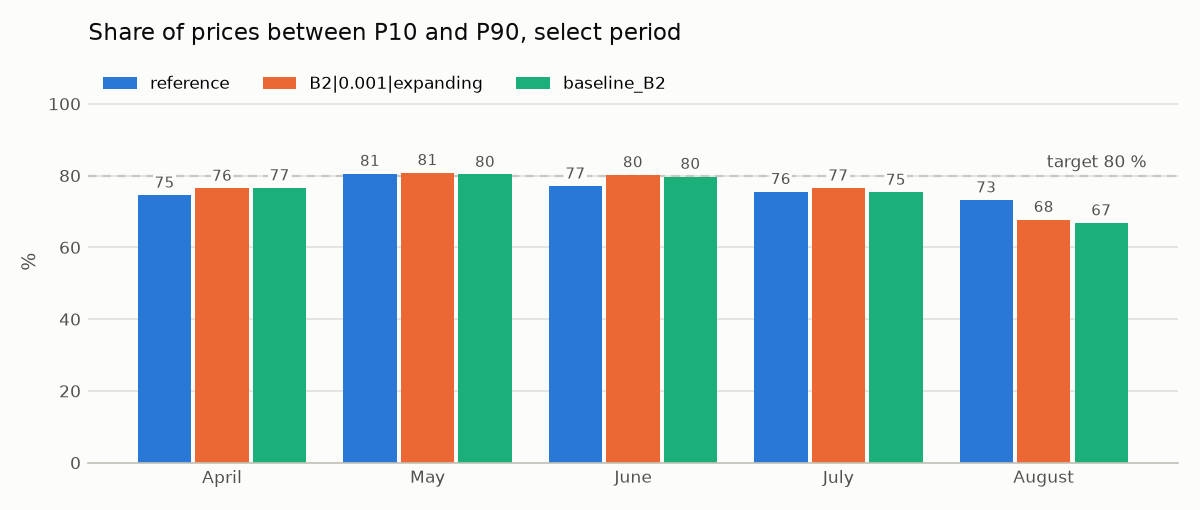 Share of prices between P10 and P90, select period
reference B2|0.001|expanding baseline_B2
100
80
60
40
20
0
%
target 80 %
75 76 77 81 81 80 77 80 80 76 77 75 73 68 67
April May June July August